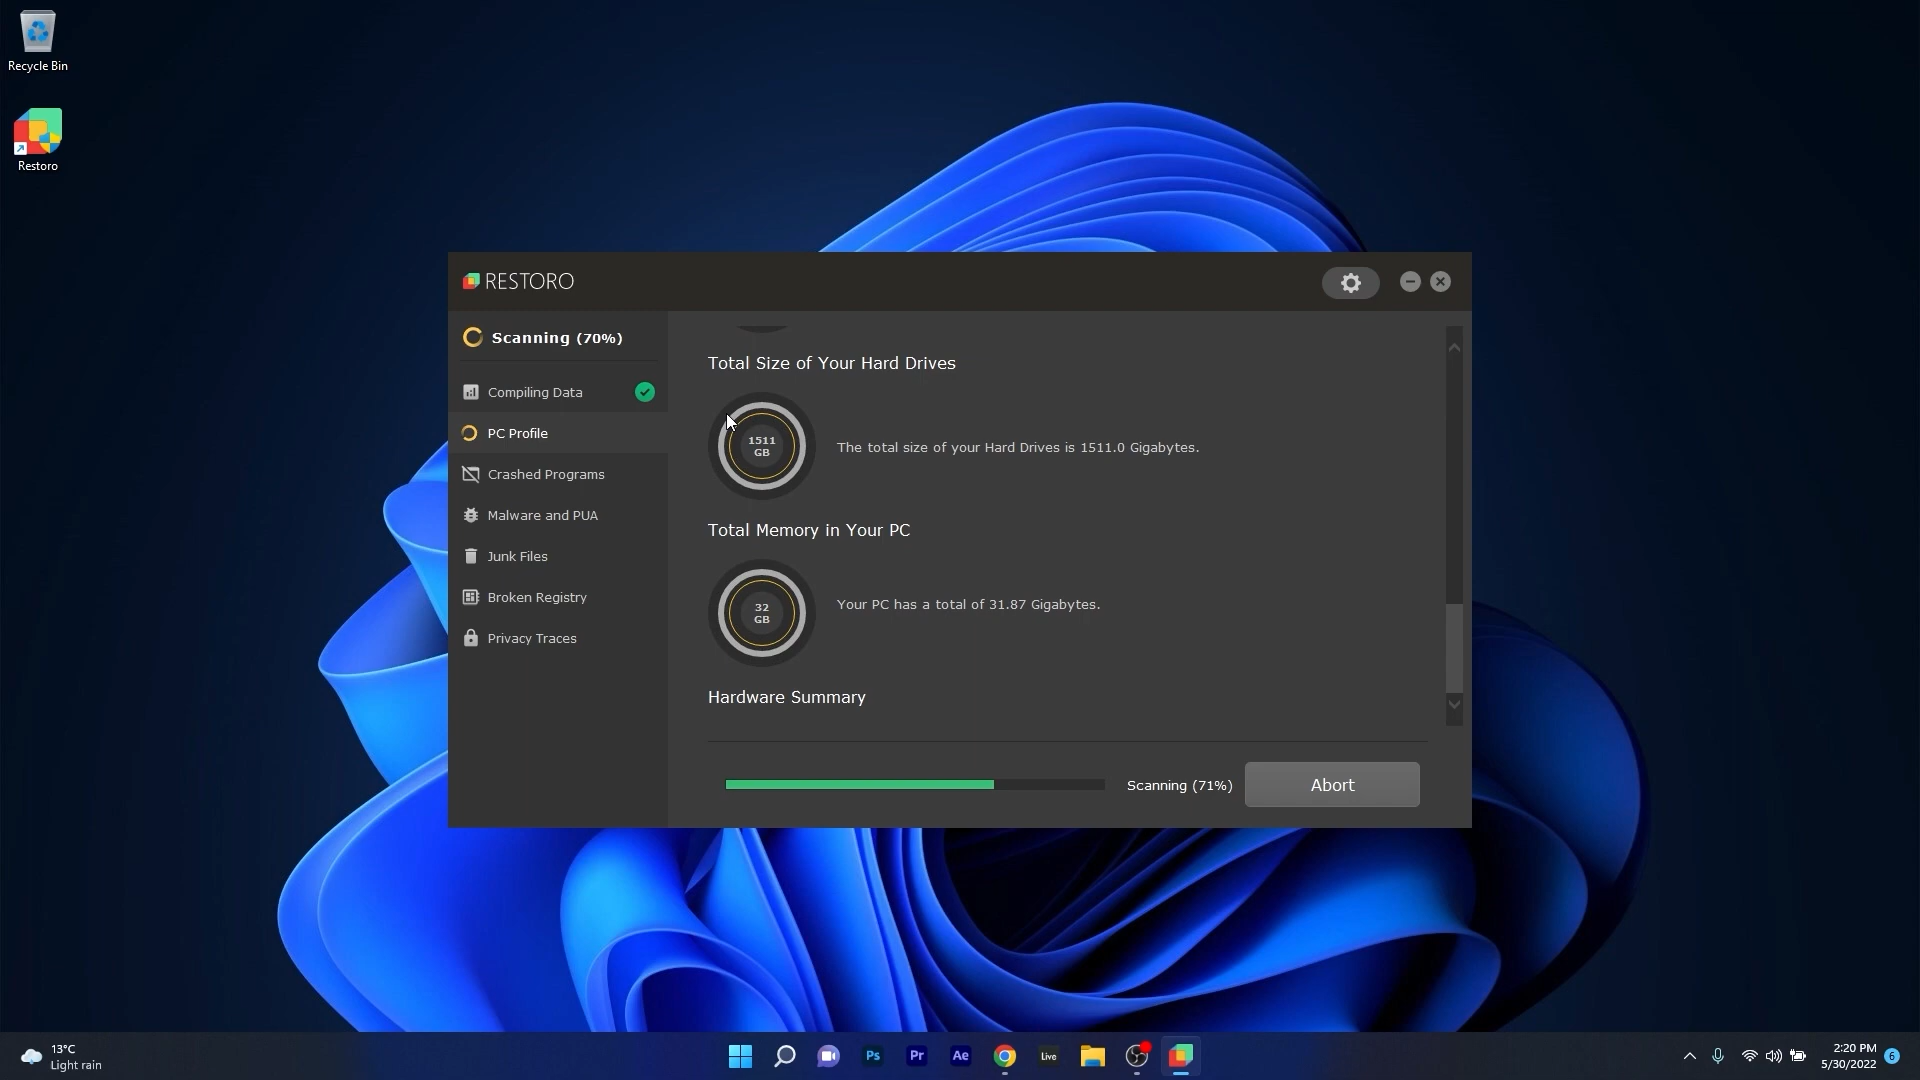 Recycle Bin
Restoro
RESTORO
Scanning (70%)
Compiling Data
PC Profile
Crashed Programs
Malware and PUA
Junk Files
Broken Registry
Privacy Traces
Total Size of Your Hard Drives
1511
GB
The total size of your Hard Drives is 1511.0 Gigabytes.
Total Memory in Your PC
32
GB
Your PC has a total of 31.87 Gigabytes.
Hardware Summary
Scanning (71%)
Abort
13°C
Light rain
Ps
Pr
Ae
Live
2:20 PM
5/30/2022
6